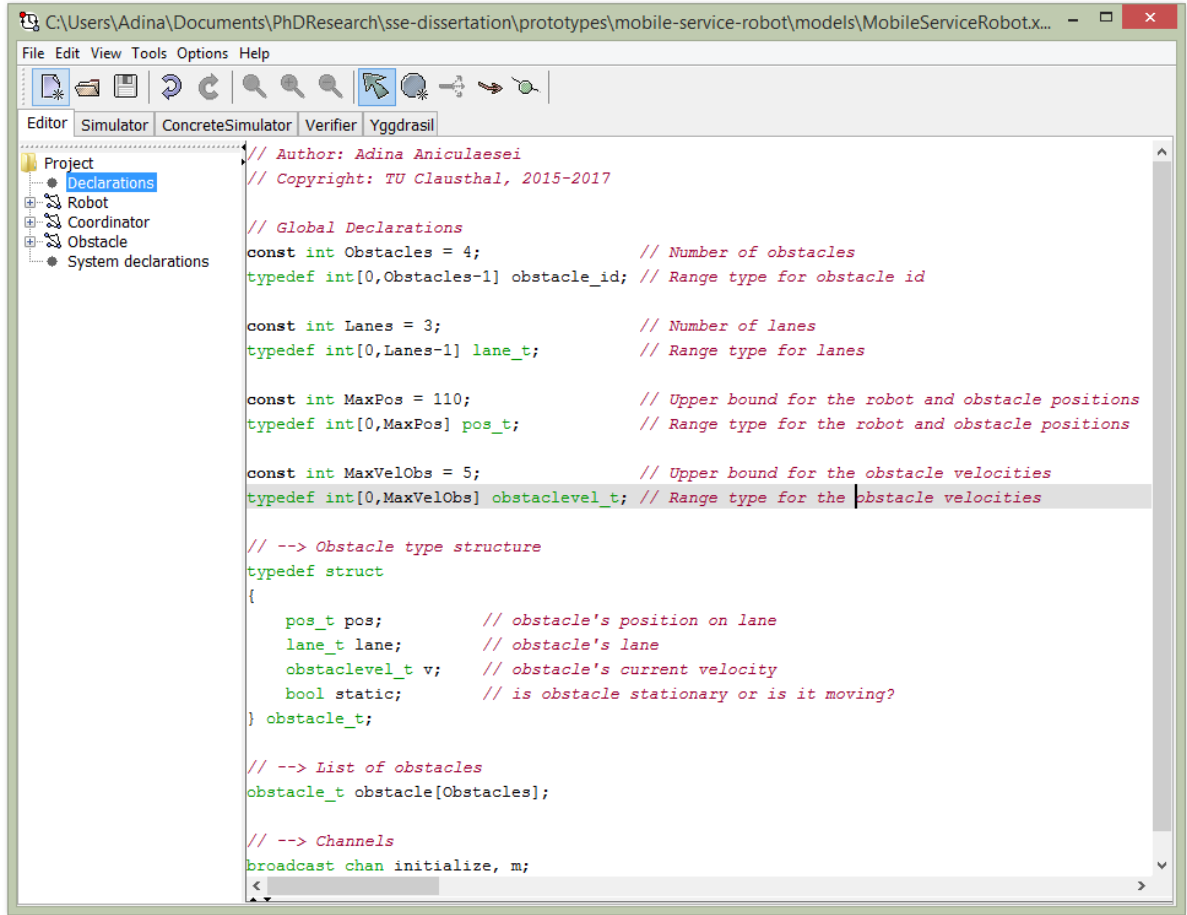 C:\Users\Adina\Documents\PhDResearch\sse-dissertation\prototypes\mobile-service-robot\models\MobileServiceRobot.x...
File Edit View Tools Options Help
Editor Simulator ConcreteSimulator Verifier Yggdrasil
Project
Declarations
Robot
Coordinator
Obstacle
System declarations
// Author: Adina Aniculaesei
// Copyright: TU Clausthal, 2015-2017
// Global Declarations
const int Obstacles = 4; // Number of obstacles
typedef int[0,Obstacles-1] obstacle_id; // Range type for obstacle id
const int Lanes = 3; // Number of lanes
typedef int[0,Lanes-1] lane_t; // Range type for lanes
const int MaxPos = 110; // Upper bound for the robot and obstacle positions
typedef int[0,MaxPos] pos_t; // Range type for the robot and obstacle positions
const int MaxVelObs = 5; // Upper bound for the obstacle velocities
typedef int[0,MaxVelObs] obstaclevel_t; // Range type for the obstacle velocities
// --> Obstacle type structure
typedef struct
{
pos_t pos; // obstacle's position on lane
lane_t lane; // obstacle's lane
obstaclevel_t v; // obstacle's current velocity
bool static; // is obstacle stationary or is it moving?
} obstacle_t;
// --> List of obstacles
obstacle_t obstacle[Obstacles];
// --> Channels
broadcast chan initialize, m;